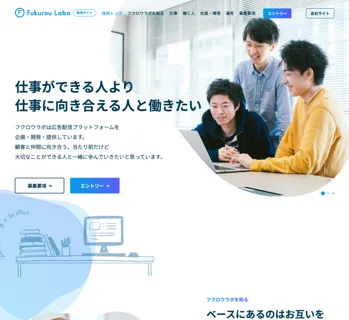 Fukurou Labo 採用サイト
採用トップ フクロウラボを知る 仕事 働く人 社風・環境 選考 募集要項 エントリー 会社サイト
仕事ができる人より
仕事に向き合える人と働きたい
フクロウラボは広告配信プラットフォームを
企画・開発・提供しています。
顧客と仲間に向き合う、当たり前だけど
大切なことができる人と一緒に歩んでいきたいと思っています。
募集要項 →
エントリー →
フクロウラボを知る
ベースにあるのはお互いを